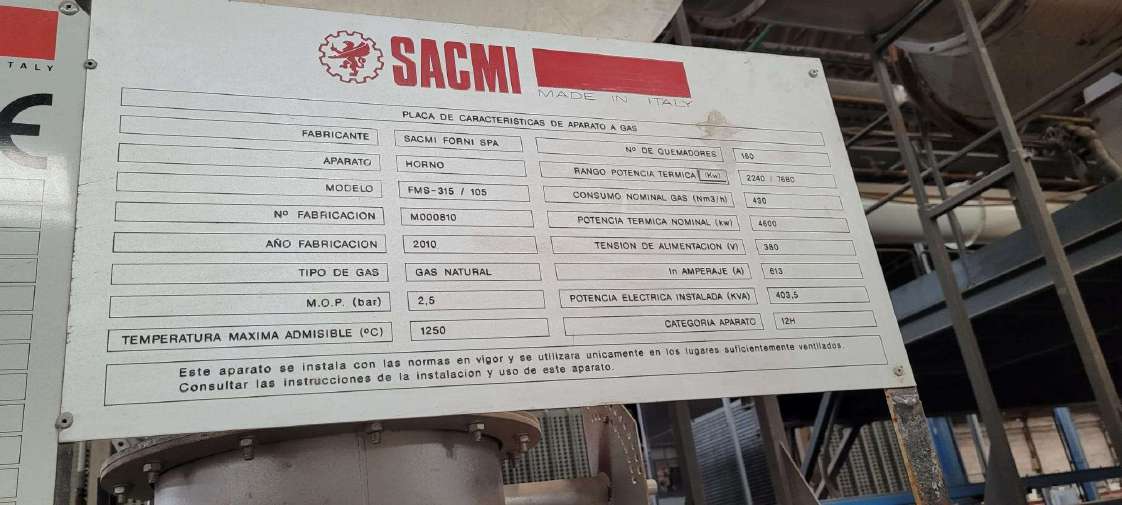 ITALY
CE
SACMI
MADE IN ITALY
PLACA DE CARACTERISTICAS DE APARATO A GAS
FABRICANTE SACMI FORNI SPA
APARATO HORNO
MODELO FMS-315 / 105
Nº FABRICACION M000810
AÑO FABRICACION 2010
TIPO DE GAS GAS NATURAL
M.O.P. (bar) 2,5
TEMPERATURA MAXIMA ADMISIBLE (ºC) 1250
Nº DE QUEMADORES 160
RANGO POTENCIA TERMICA (Kw) 2240 / 7680
CONSUMO NOMINAL GAS (Nm3/h) 430
POTENCIA TERMICA NOMINAL (kw) 4600
TENSION DE ALIMENTACION (V) 380
In AMPERAJE (A) 613
POTENCIA ELECTRICA INSTALADA (KVA) 403,5
CATEGORIA APARATO 12H
Este aparato se instala con las normas en vigor y se utilizara unicamente en los lugares suficientemente ventilados.
Consultar las instrucciones de la instalacion y uso de este aparato.